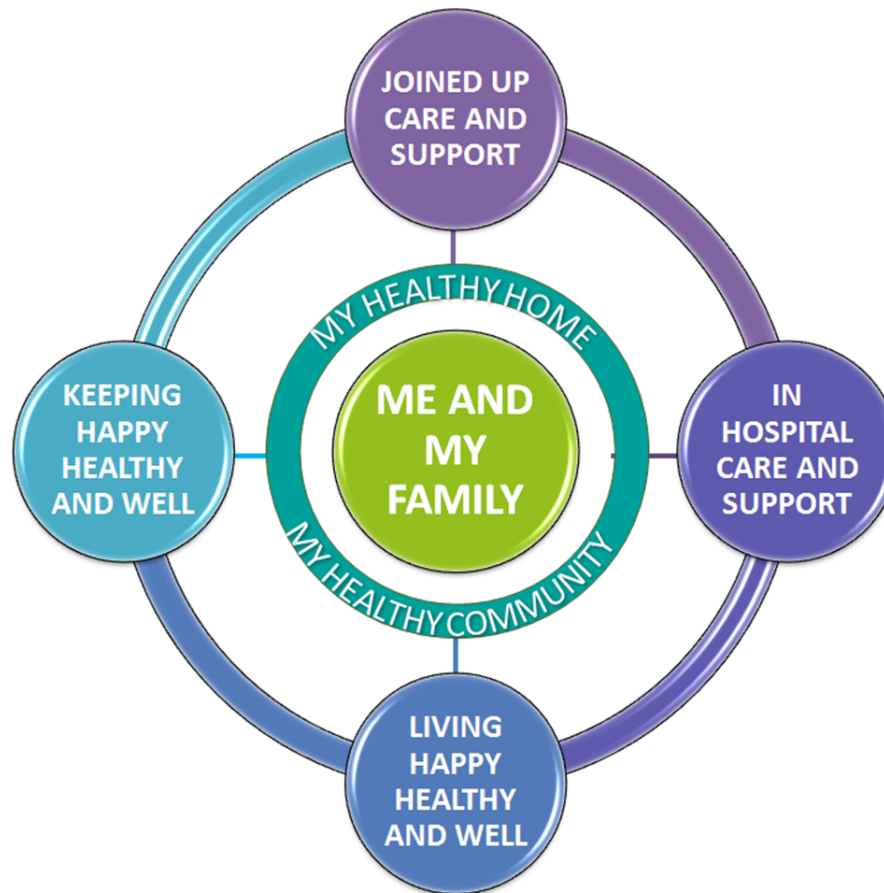 JOINED UP
CARE AND
SUPPORT
MY HEALTHY HOME
KEEPING
HAPPY
HEALTHY
AND WELL
ME AND
MY
FAMILY
IN
HOSPITAL
CARE AND
SUPPORT
MY HEALTHY COMMUNITY
LIVING
HAPPY
HEALTHY
AND WELL